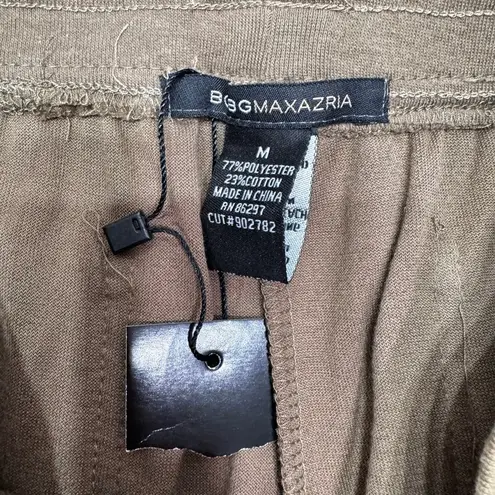 BCBGMAXAZRIA
M
77%POLYESTER
23%COTTON
MADE IN CHINA
RN 86297
CUT#902782